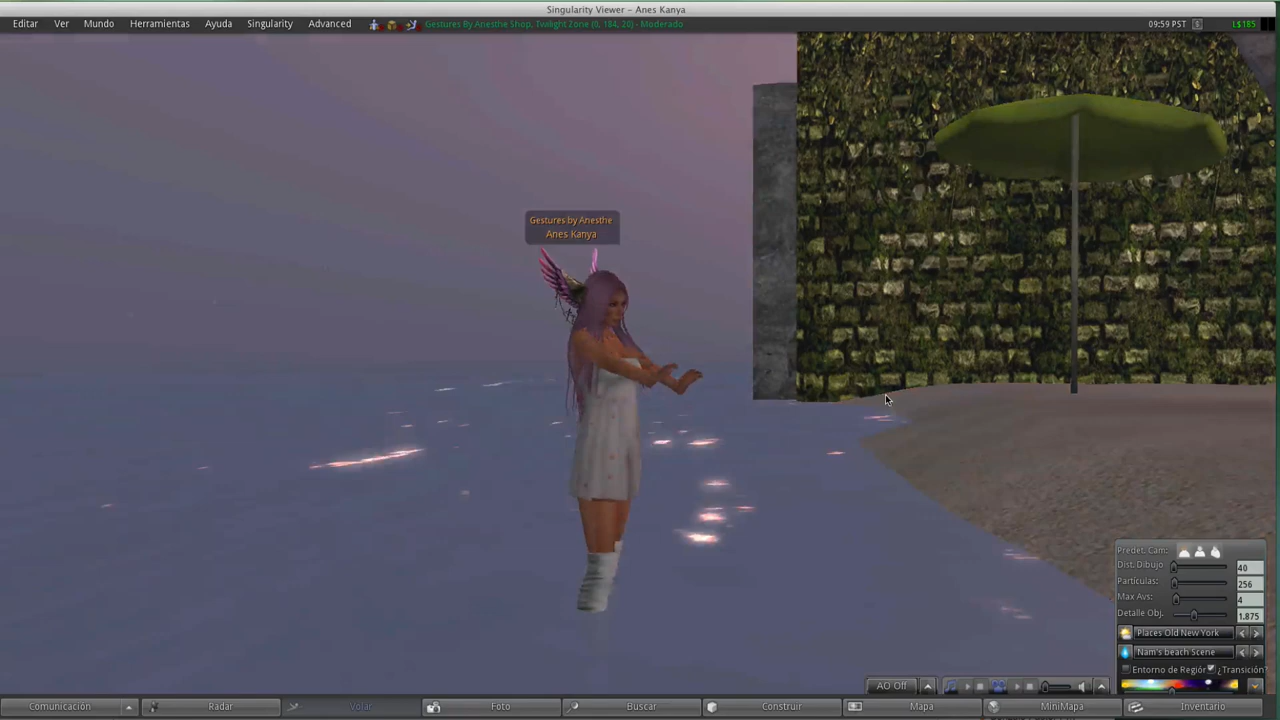 Singularity Viewer - Anes Kanya
Editar Ver Mundo Herramientas Ayuda Singularity Advanced Gestures By Anesthe Shop, Twilight Zone (0, 184, 20) - Moderado 09:59 PST $ L$185
Gestures by Anesthe
Anes Kanya
Predet. Cam:
Dist. Dibujo 40
Partículas: 256
Max Avs: 4
Detalle Obj. 1.875
Places Old New York
Nam's beach Scene
Entorno de Región ¿Transición?
AO Off
Comunicación Radar Volar Foto Buscar Construir Mapa MiniMapa Inventario